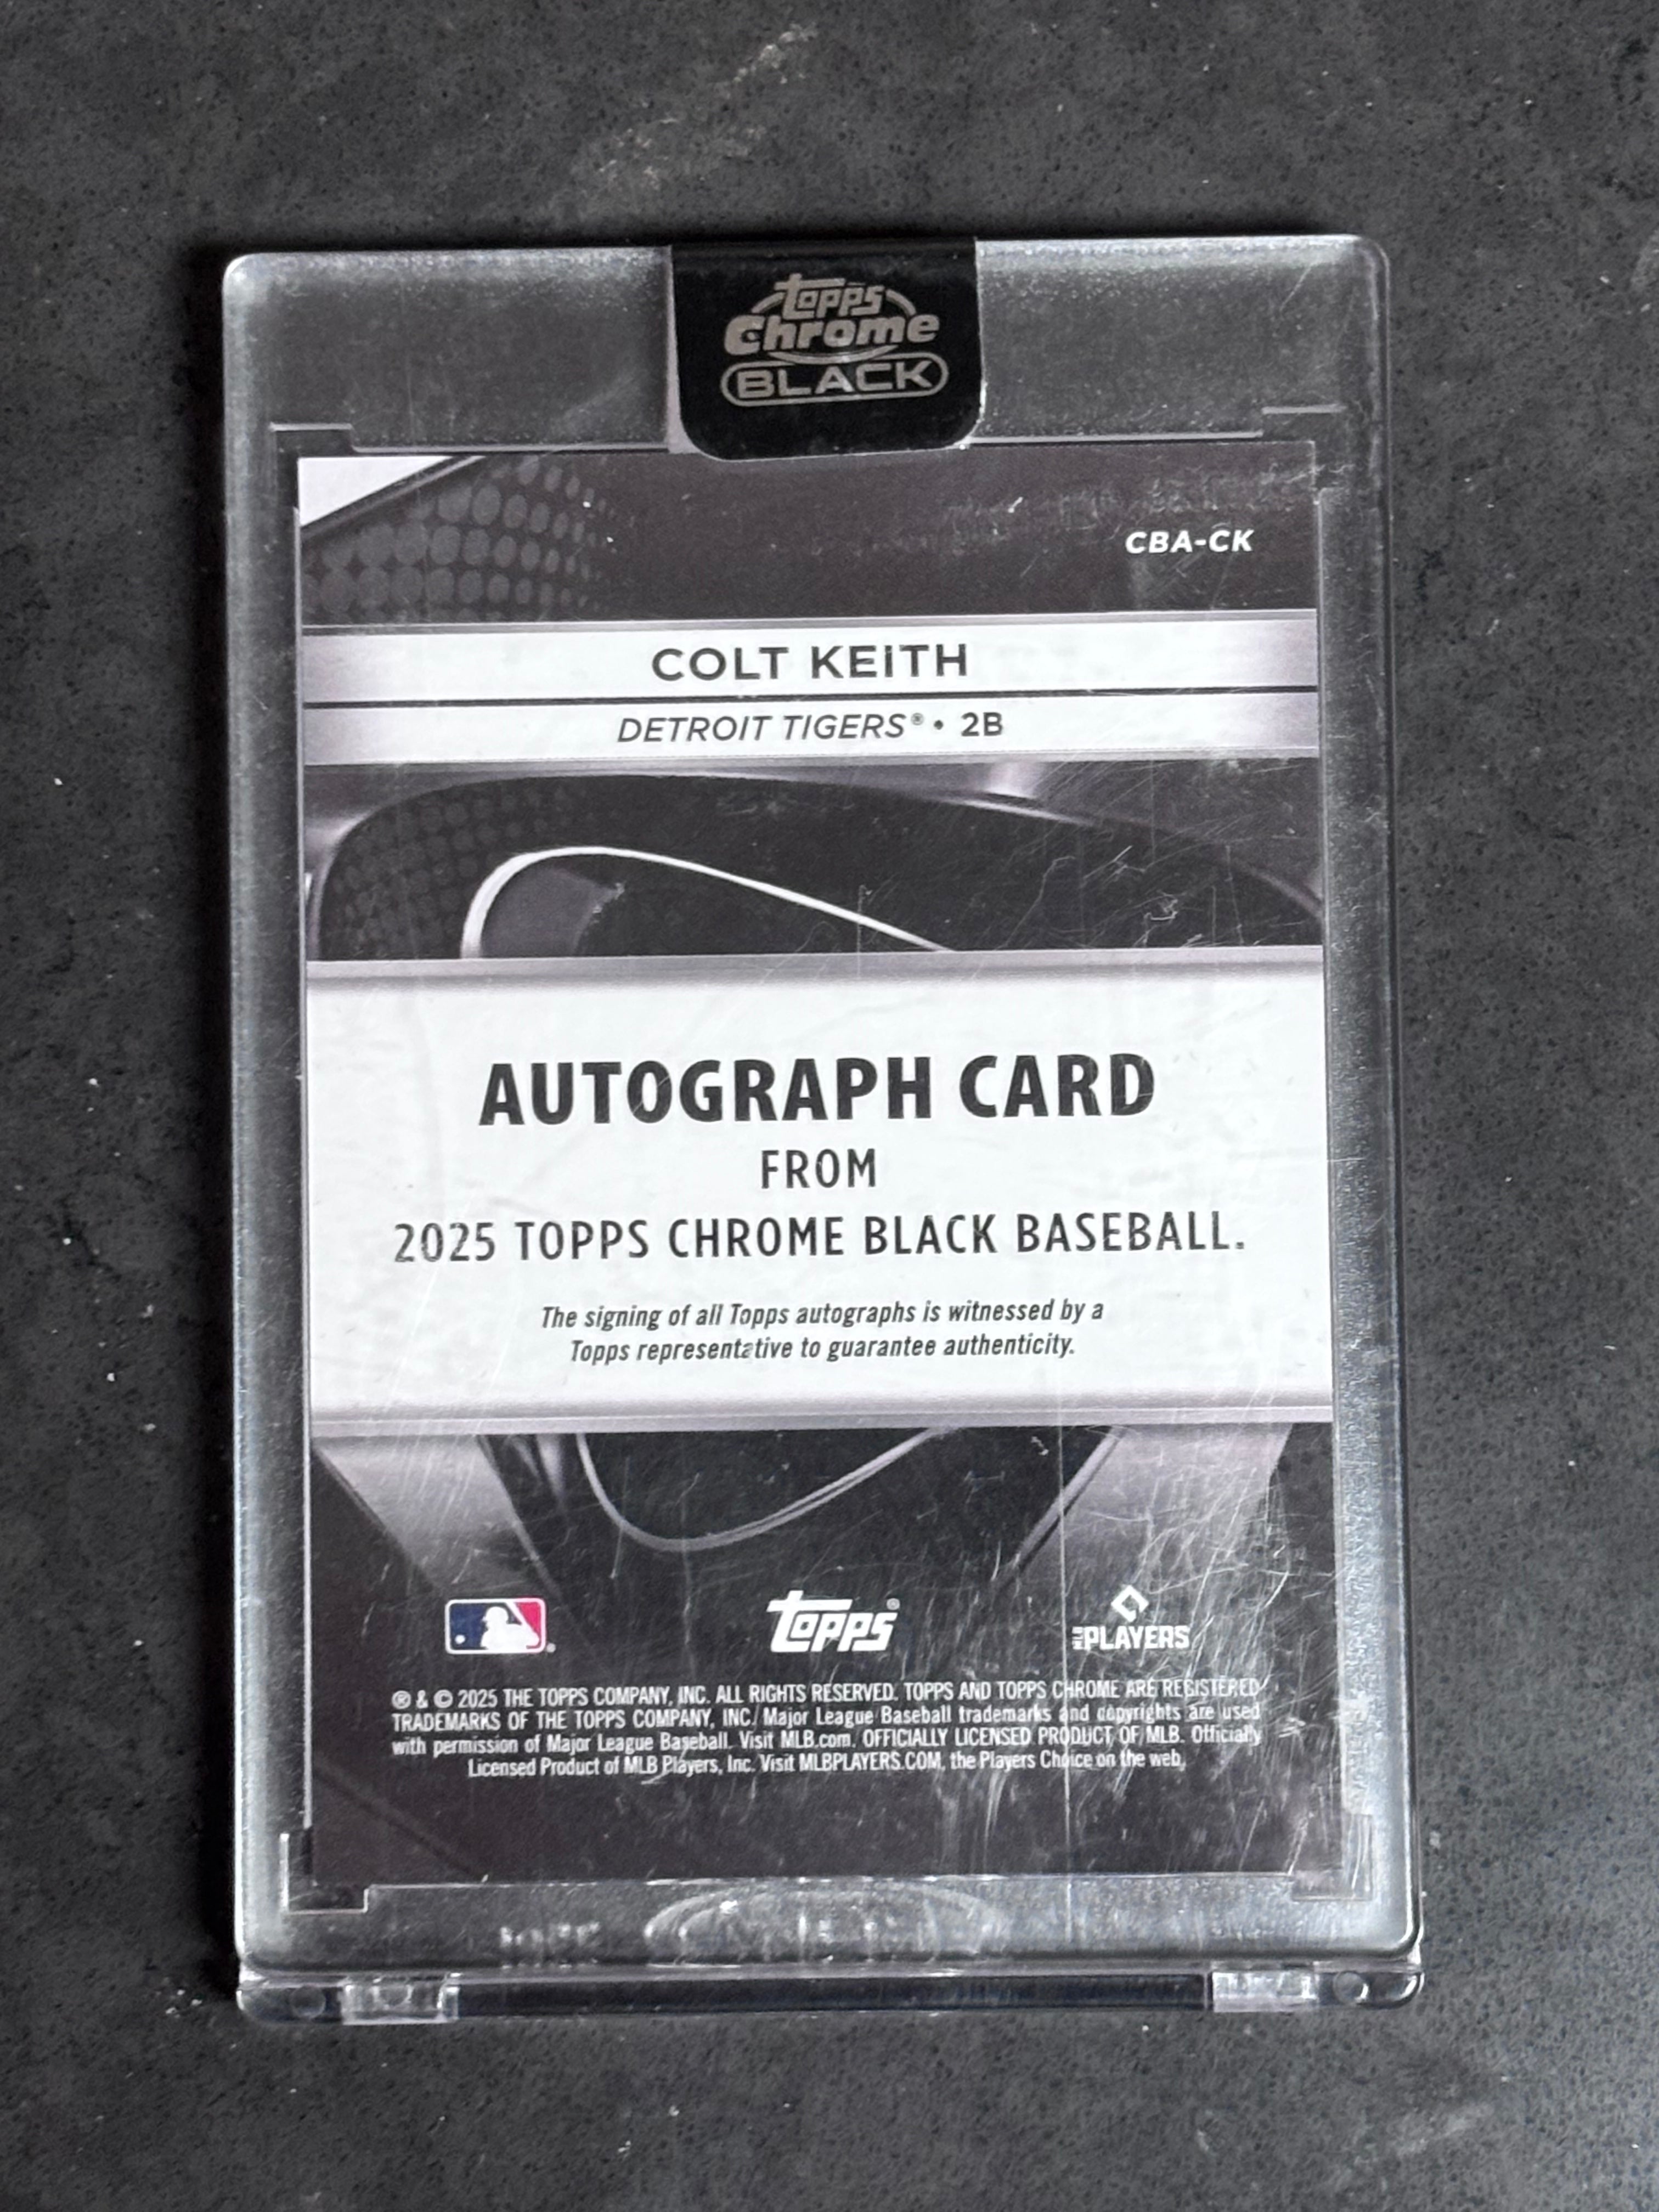 topps
Chrome
BLACK
CBA-CK
COLT KEITH
DETROIT TIGERS® • 2B
AUTOGRAPH CARD
FROM
2025 TOPPS CHROME BLACK BASEBALL.
The signing of all Topps autographs is witnessed by a
Topps representative to guarantee authenticity.
topps®
MLB PLAYERS
® & © 2025 THE TOPPS COMPANY, INC. ALL RIGHTS RESERVED. TOPPS AND TOPPS CHROME ARE REGISTERED
TRADEMARKS OF THE TOPPS COMPANY, INC. Major League Baseball trademarks and copyrights are used
with permission of Major League Baseball. Visit MLB.com. OFFICIALLY LICENSED PRODUCT OF MLB. Officially
Licensed Product of MLB Players, Inc. Visit MLBPLAYERS.COM, the Players Choice on the web.